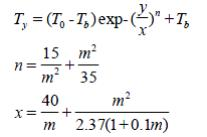 T_y = (T_0 - T_b) exp-(y/x)^n + T_b
n = 15/m^2 + m^2/35
x = 40/m + m^2/2.37(1+0.1m)